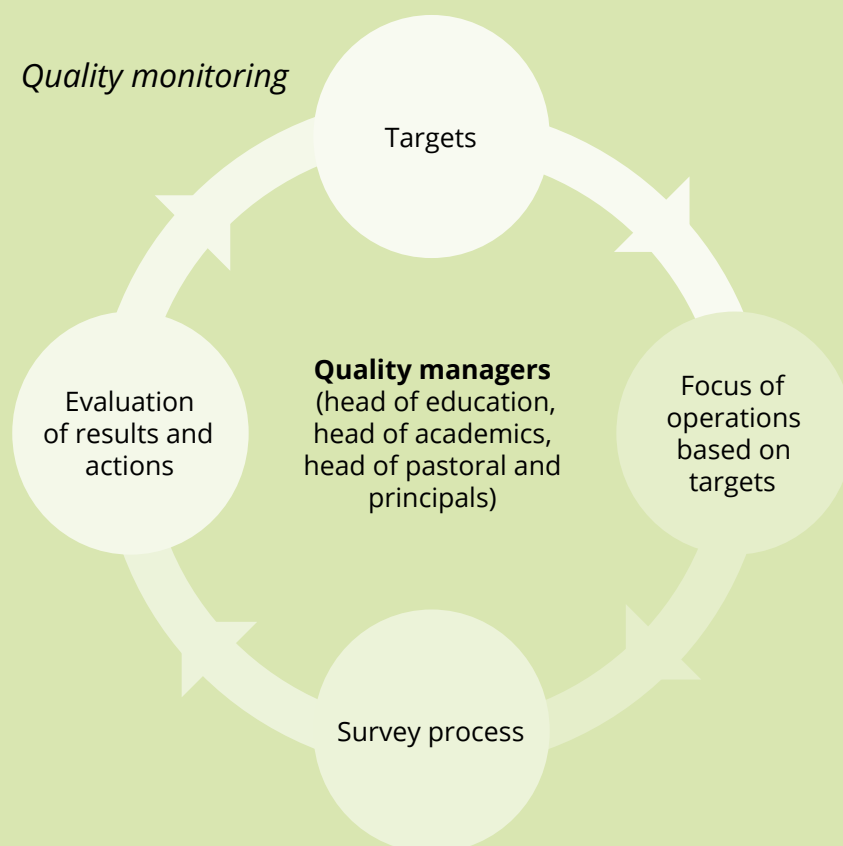 Quality monitoring
Targets
Quality managers
(head of education,
head of academics,
head of pastoral and
principals)
Focus of
operations
based on
targets
Survey process
Evaluation
of results and
actions